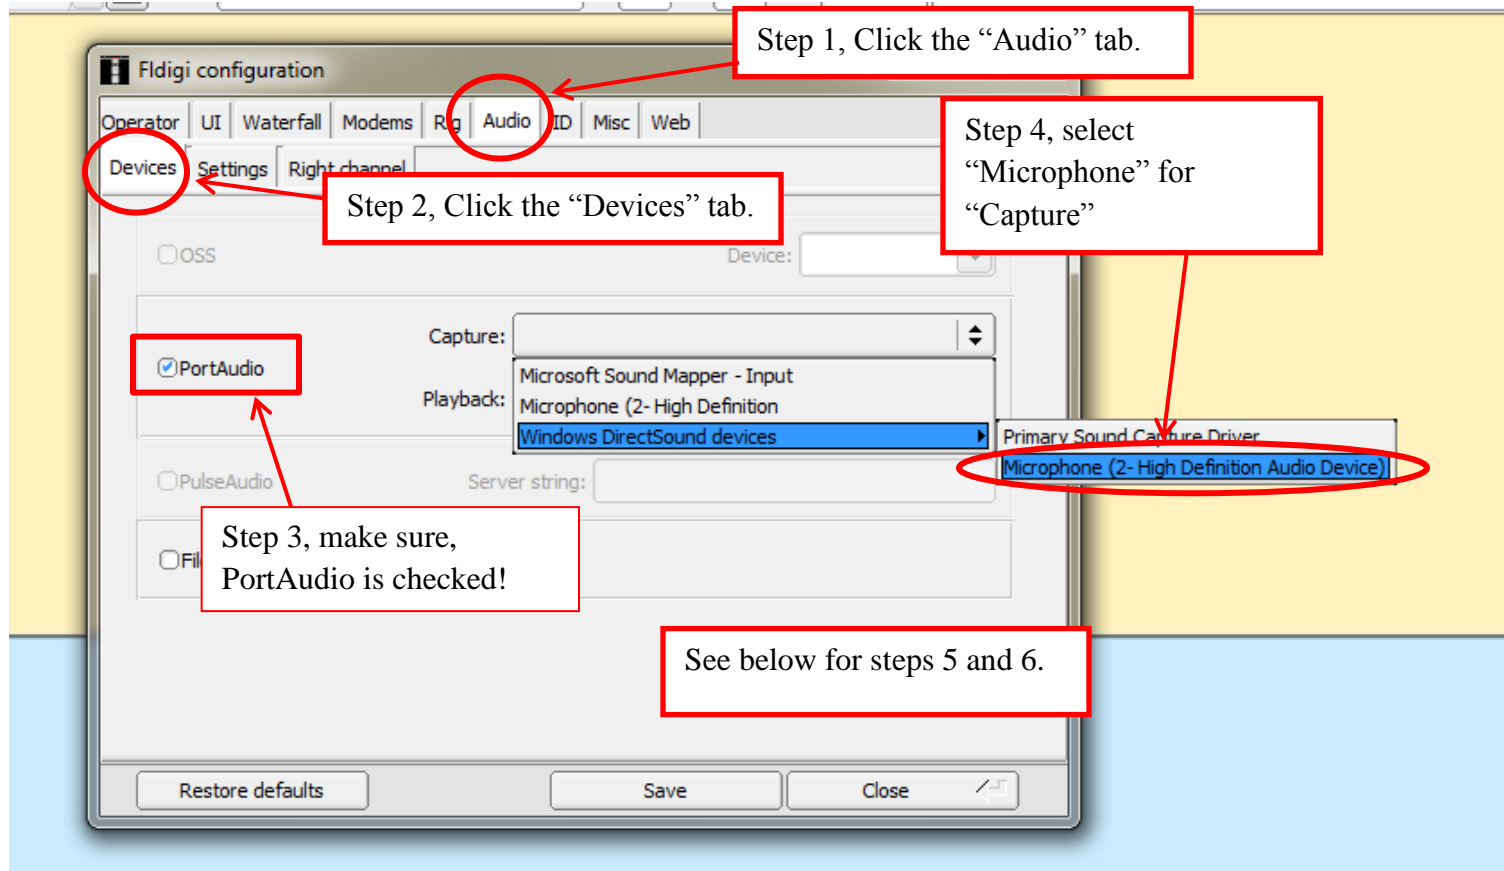 Step 1, Click the “Audio” tab.
Fldigi configuration
Operator UI Waterfall Modems Rig Audio ID Misc Web
Step 4, select
“Microphone” for
“Capture”
Devices Settings Right channel
Step 2, Click the “Devices” tab.
OSS Device:
Capture:
PortAudio
Microsoft Sound Mapper - Input
Playback:
Microphone (2- High Definition
Windows DirectSound devices
Primary Sound Capture Driver
Microphone (2- High Definition Audio Device)
PulseAudio Server string:
Step 3, make sure,
PortAudio is checked!
See below for steps 5 and 6.
Restore defaults Save Close